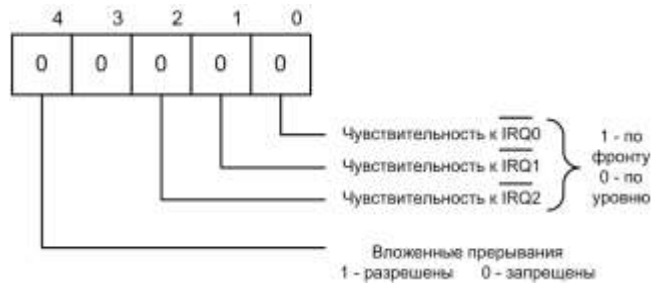 4 3 2 1 0
0 0 0 0 0
Чувствительность к IRQ0
Чувствительность к IRQ1
Чувствительность к IRQ2
1 - по
фронту
0 - по
уровню
Вложенные прерывания
1 - разрешены 0 - запрещены